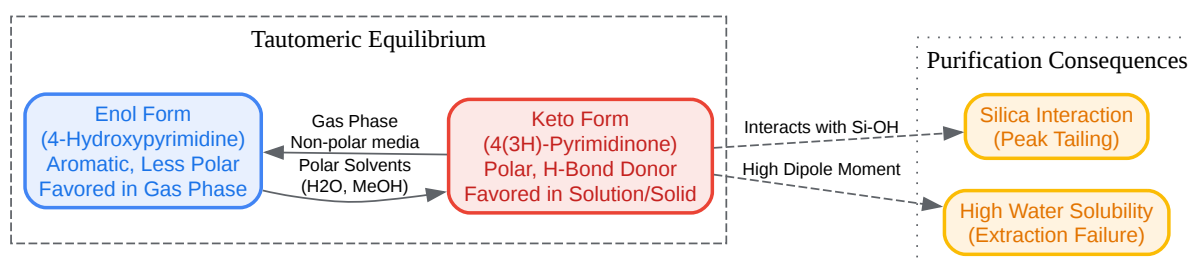 Tautomeric Equilibrium
Enol Form
(4-Hydroxypyrimidine)
Aromatic, Less Polar
Favored in Gas Phase
Gas Phase
Non-polar media
Polar Solvents
(H2O, MeOH)
Keto Form
(4(3H)-Pyrimidinone)
Polar, H-Bond Donor
Favored in Solution/Solid
Interacts with Si-OH
High Dipole Moment
Purification Consequences
Silica Interaction
(Peak Tailing)
High Water Solubility
(Extraction Failure)